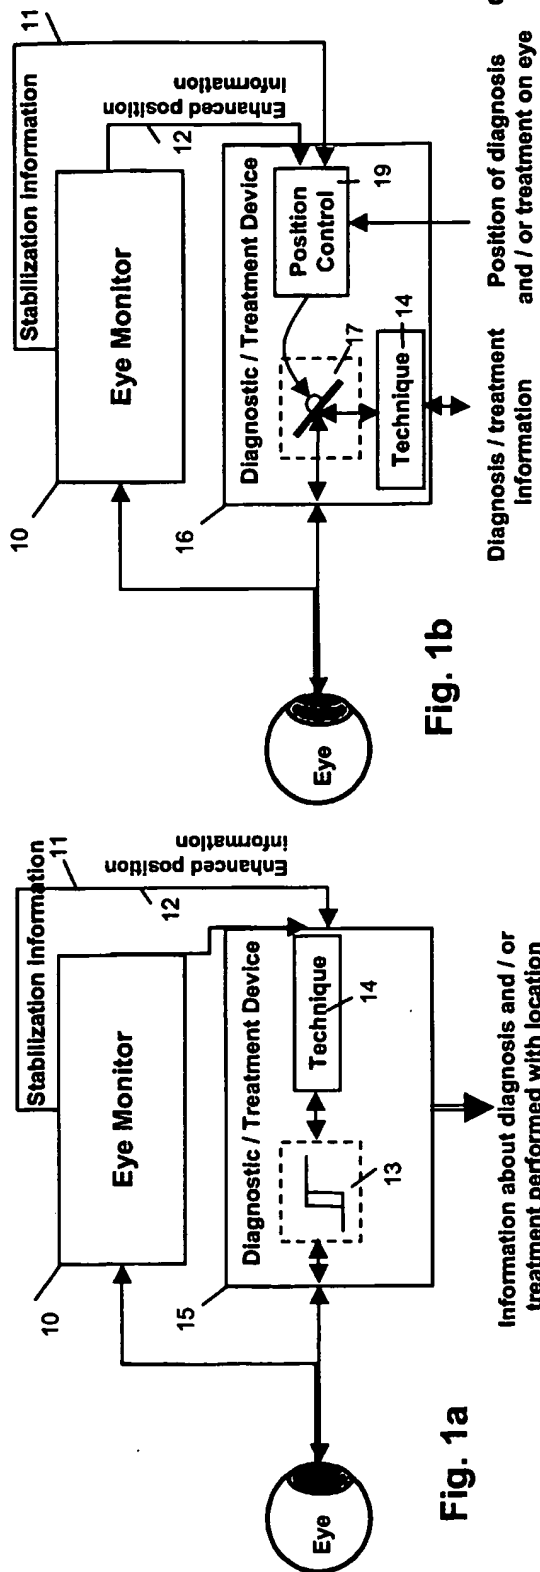 Stabilization information
11
Enhanced position
information
12
10
Eye Monitor
Diagnostic / Treatment Device
15
Technique
14
13
Eye
Information about diagnosis and / or
treatment performed with location
Fig. 1a
Stabilization information
11
Enhanced position
information
12
10
Eye Monitor
Diagnostic / Treatment Device
16
Position
Control
19
17
Technique
14
Eye
Diagnosis / treatment
information
Position of diagnosis
and / or treatment on eye
Fig. 1b